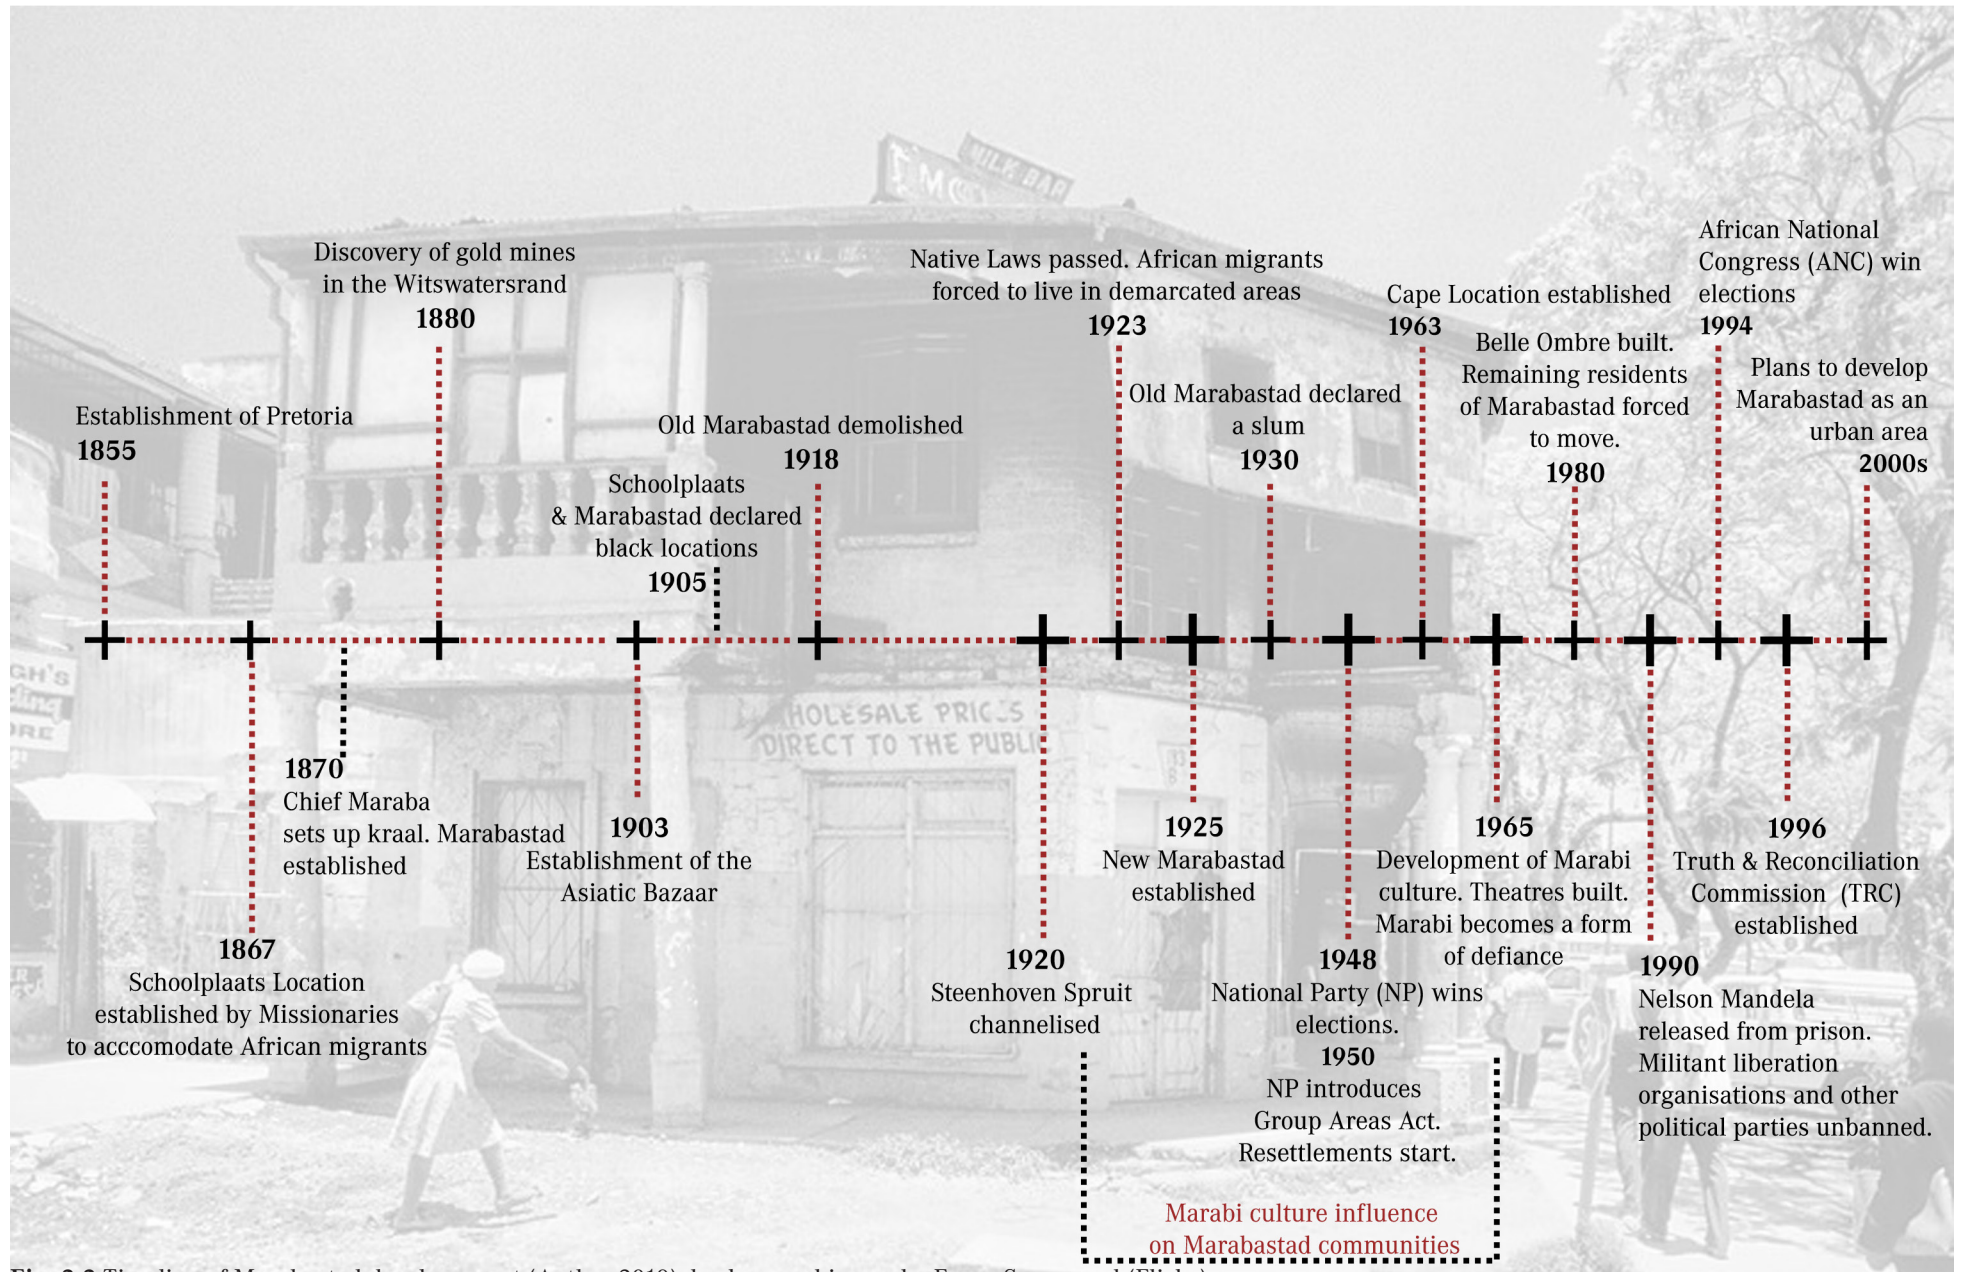 MILK BAR
African National
Congress (ANC) win
elections
1994
Discovery of gold mines
in the Witswatersrand
1880
Native Laws passed. African migrants
forced to live in demarcated areas
1923
Cape Location established
1963
Belle Ombre built.
Remaining residents
of Marabastad forced
to move.
1980
Plans to develop
Marabastad as an
urban area
2000s
Establishment of Pretoria
1855
Old Marabastad demolished
1918
Old Marabastad declared
a slum
1930
Schoolplaats
& Marabastad declared
black locations
1905
GH'S
ORE
DIRECT TO THE PUBLIC
1870
Chief Maraba
sets up kraal. Marabastad
established
1903
Establishment of the
Asiatic Bazaar
1925
New Marabastad
established
1965
Development of Marabi
culture. Theatres built.
Marabi becomes a form
of defiance
1996
Truth & Reconciliation
Commission (TRC)
established
1867
Schoolplaats Location
established by Missionaries
to acccomodate African migrants
1920
Steenhoven Spruit
channelised
1948
National Party (NP) wins
elections.
1950
NP introduces
Group Areas Act.
Resettlements start.
1990
Nelson Mandela
released from prison.
Militant liberation
organisations and other
political parties unbanned.
Marabi culture influence
on Marabastad communities